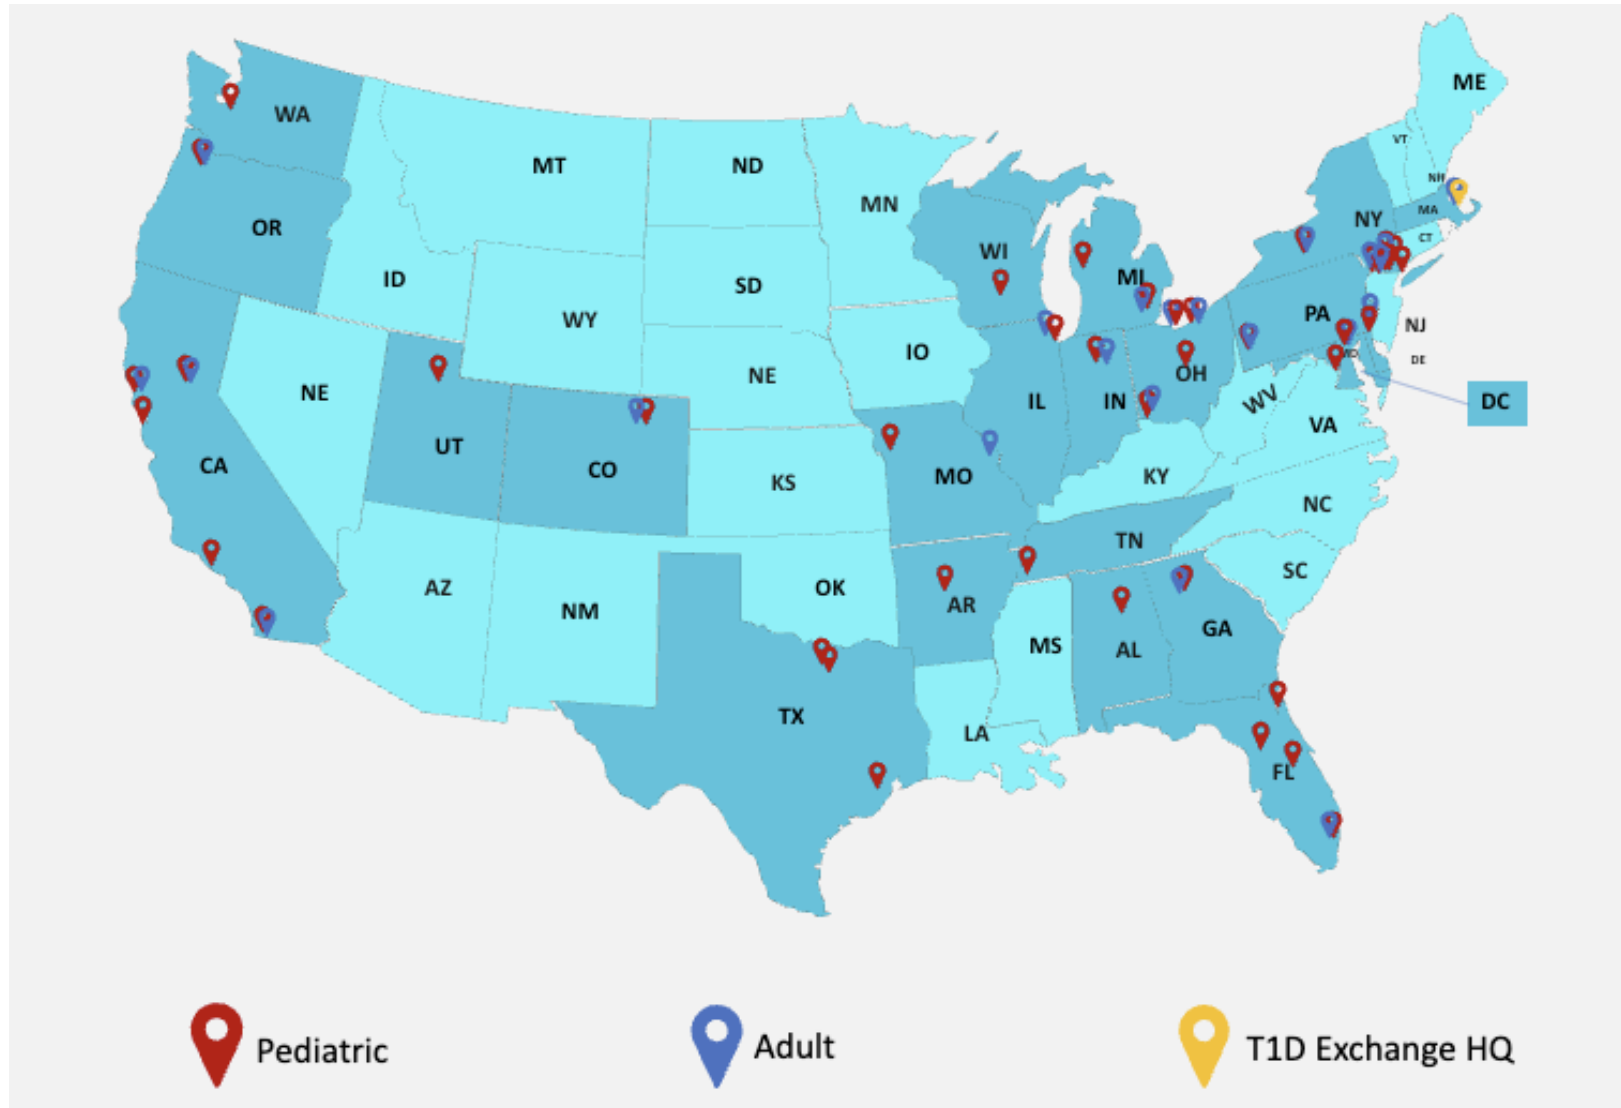 ME
WA
VT
MT
ND
NH
MN
MA
NY
OR
CT
WI
ID
MI
SD
WY
PA
NJ
IO
MD
DE
OH
NE
NE
IL
IN
WV
DC
VA
UT
CA
CO
KS
MO
KY
NC
TN
SC
AZ
OK
AR
NM
GA
MS
AL
TX
LA
FL
Pediatric
Adult
T1D Exchange HQ